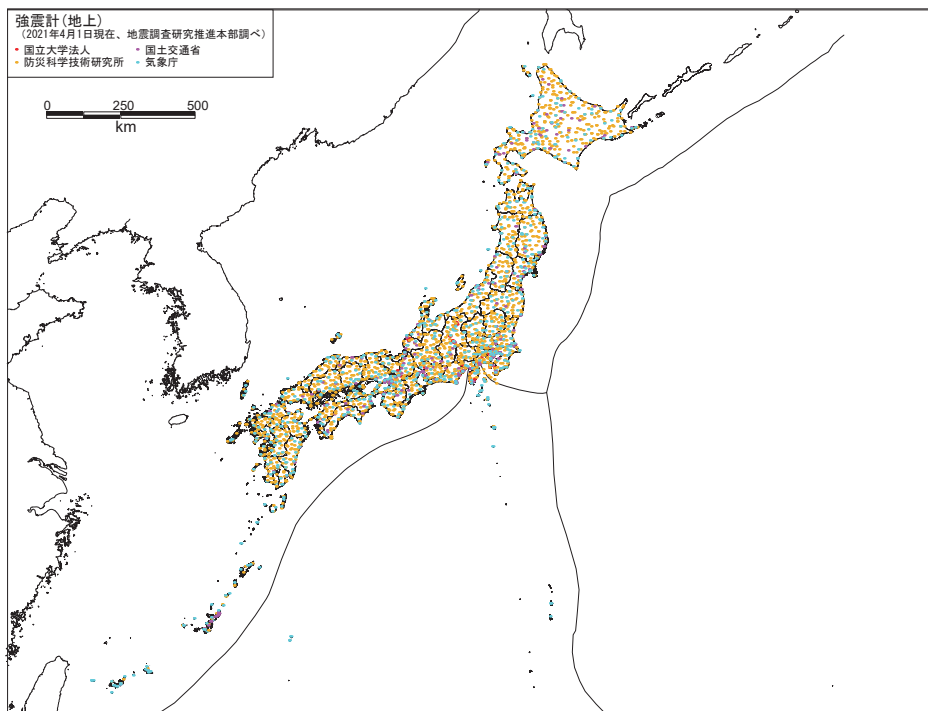 強震計(地上)
(2021年4月1日現在、地震調査研究推進本部調べ)
国立大学法人 国土交通省
防災科学技術研究所 気象庁
0 250 500
km